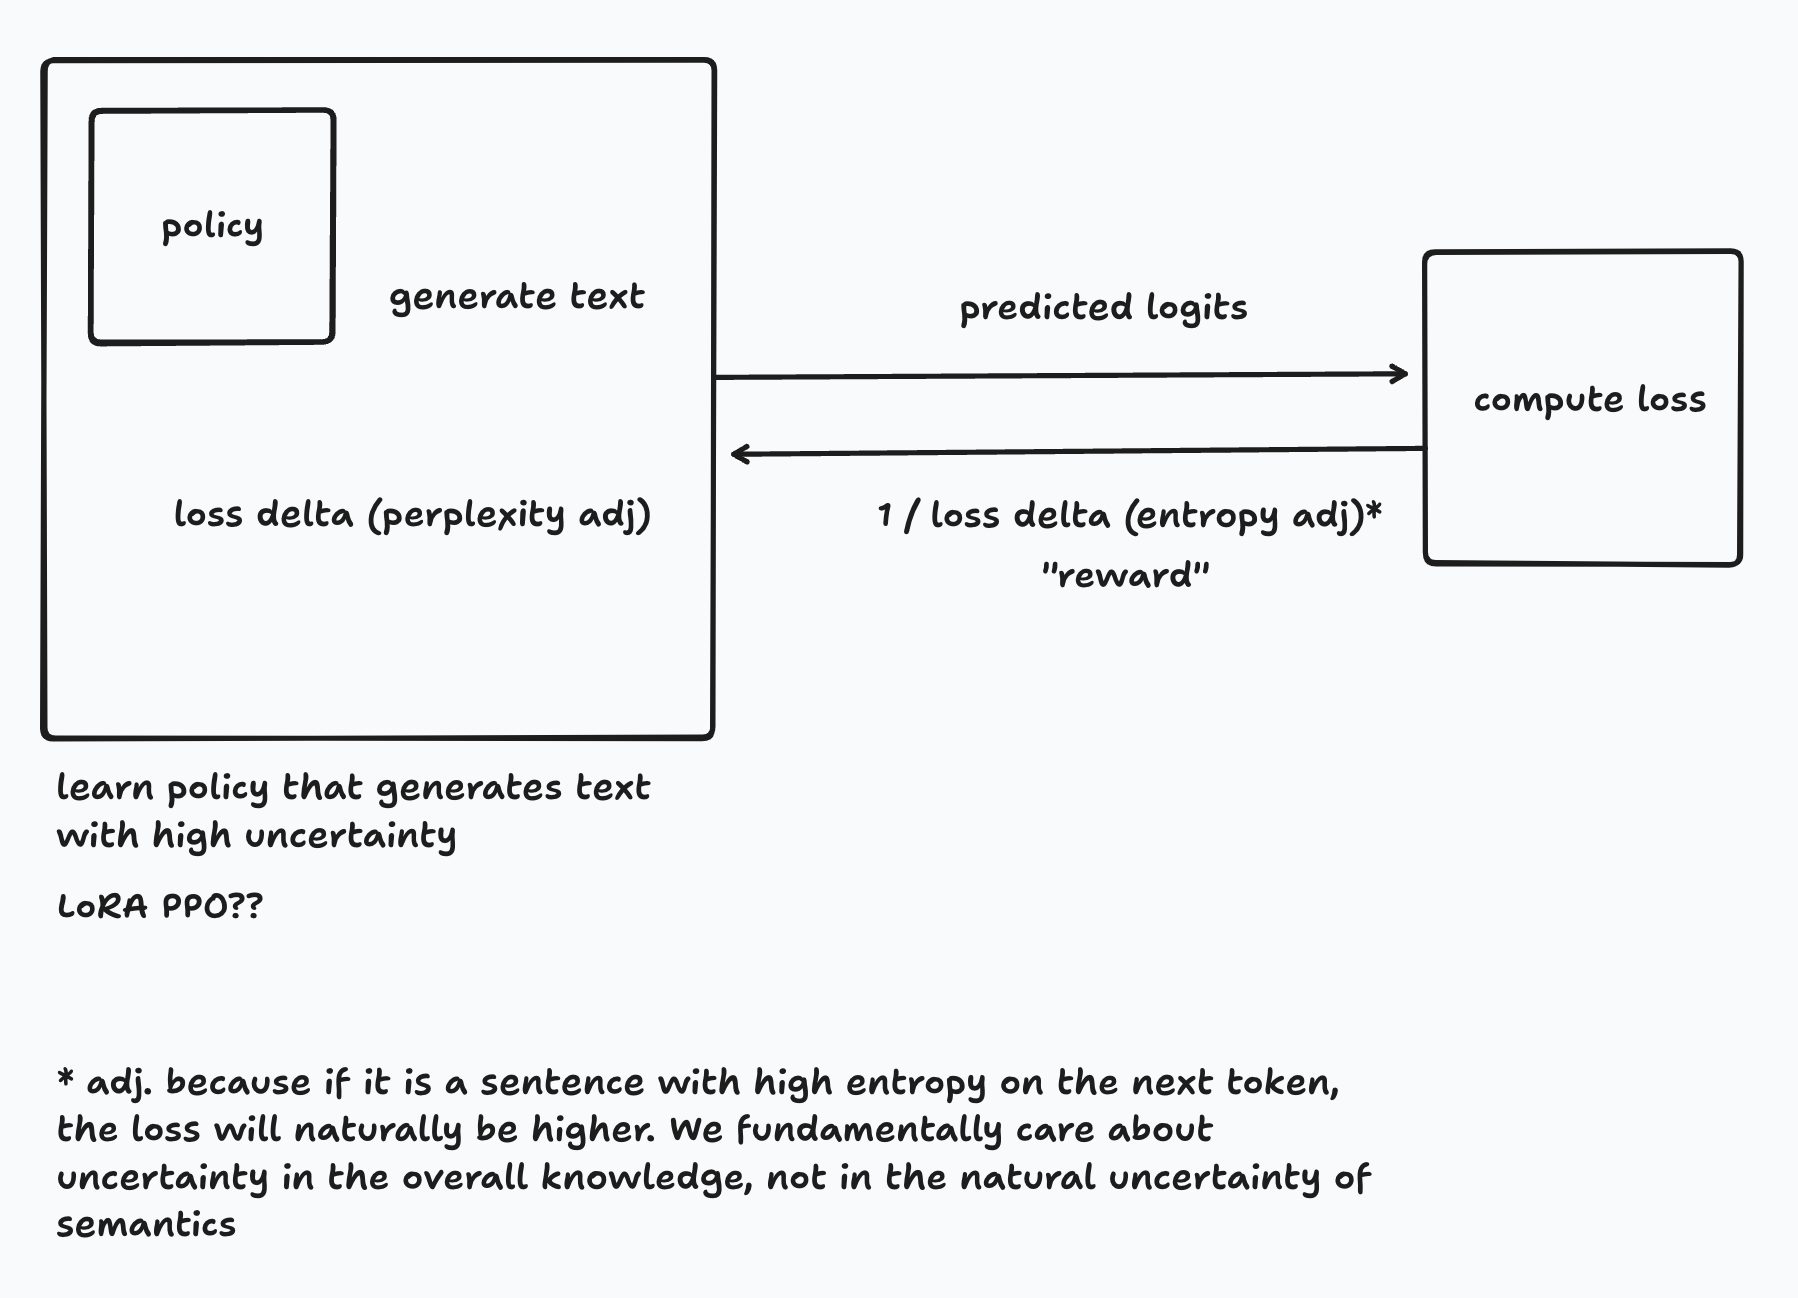 policy
generate text
predicted logits
compute loss
loss delta (perplexity adj)
1 / loss delta (entropy adj)*
"reward"
learn policy that generates text
with high uncertainty
LoRA PPO??
* adj. because if it is a sentence with high entropy on the next token,
the loss will naturally be higher. We fundamentally care about
uncertainty in the overall knowledge, not in the natural uncertainty of
semantics